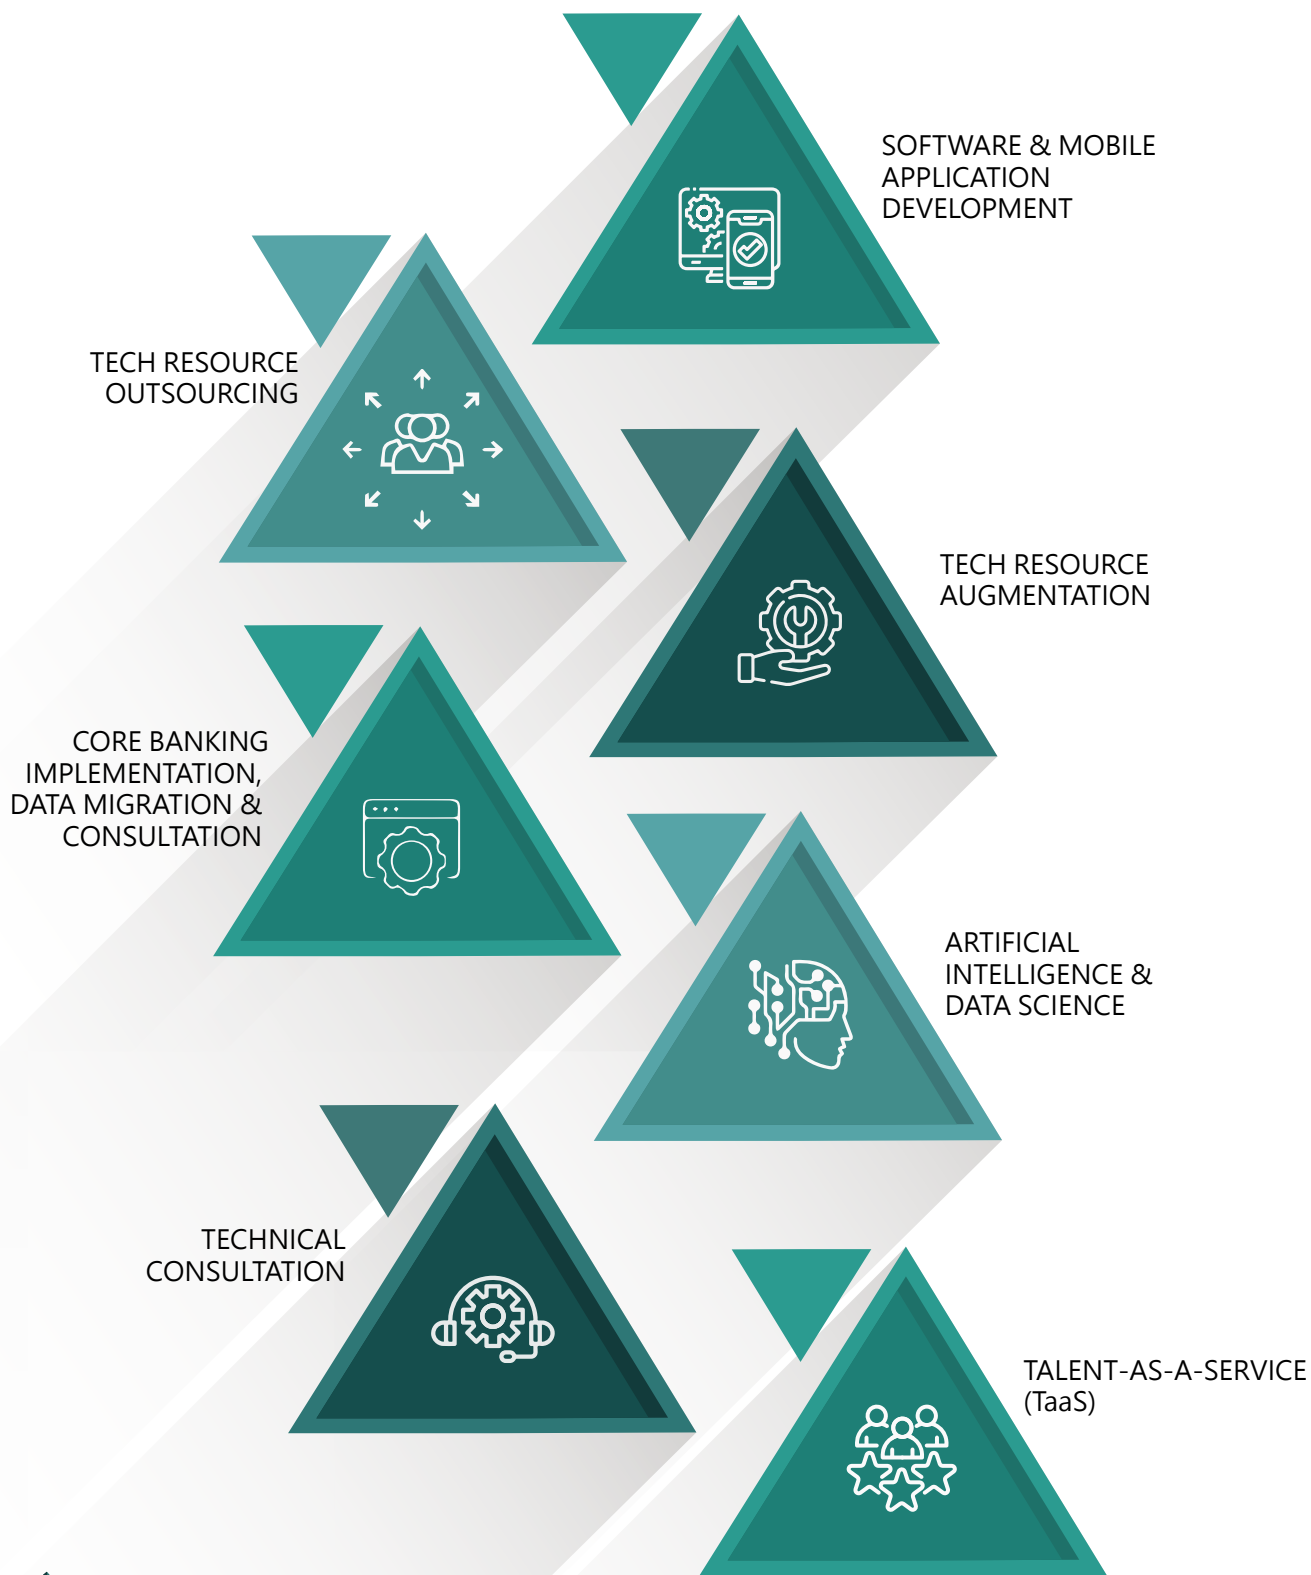 SOFTWARE & MOBILE
APPLICATION
DEVELOPMENT
TECH RESOURCE
OUTSOURCING
TECH RESOURCE
AUGMENTATION
CORE BANKING
IMPLEMENTATION,
DATA MIGRATION &
CONSULTATION
ARTIFICIAL
INTELLIGENCE &
DATA SCIENCE
TECHNICAL
CONSULTATION
TALENT-AS-A-SERVICE
(TaaS)